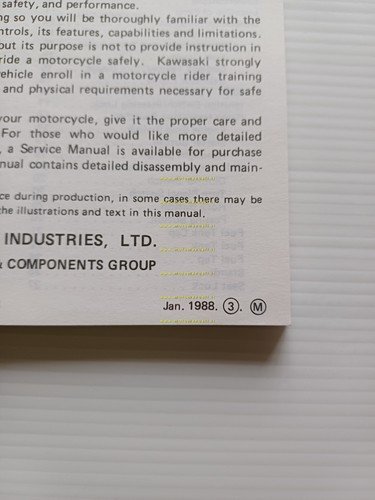 safety, and performance.
ng so you will be thoroughly familiar with the
ntrols, its features, capabilities and limitations.
out its purpose is not to provide instruction in
ride a motorcycle safely. Kawasaki strongly
vehicle enroll in a motorcycle rider training
and physical requirements necessary for safe
your motorcycle, give it the proper care and
For those who would like more detailed
, a Service Manual is available for purchase
nual contains detailed disassembly and main-
ce during production, in some cases there may be
the illustrations and text in this manual.
INDUSTRIES, LTD.
& COMPONENTS GROUP
Jan. 1988. ③. Ⓜ